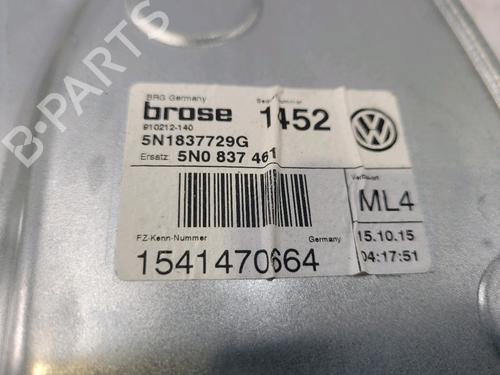 B-PARTS
BRG Germany
brose 1452
910212-140
5N1837729G
Ersatz: 5N0 837 461
ML4
FZ-Kenn-Nummer Germany 15.10.15
1541470664 04:17:51